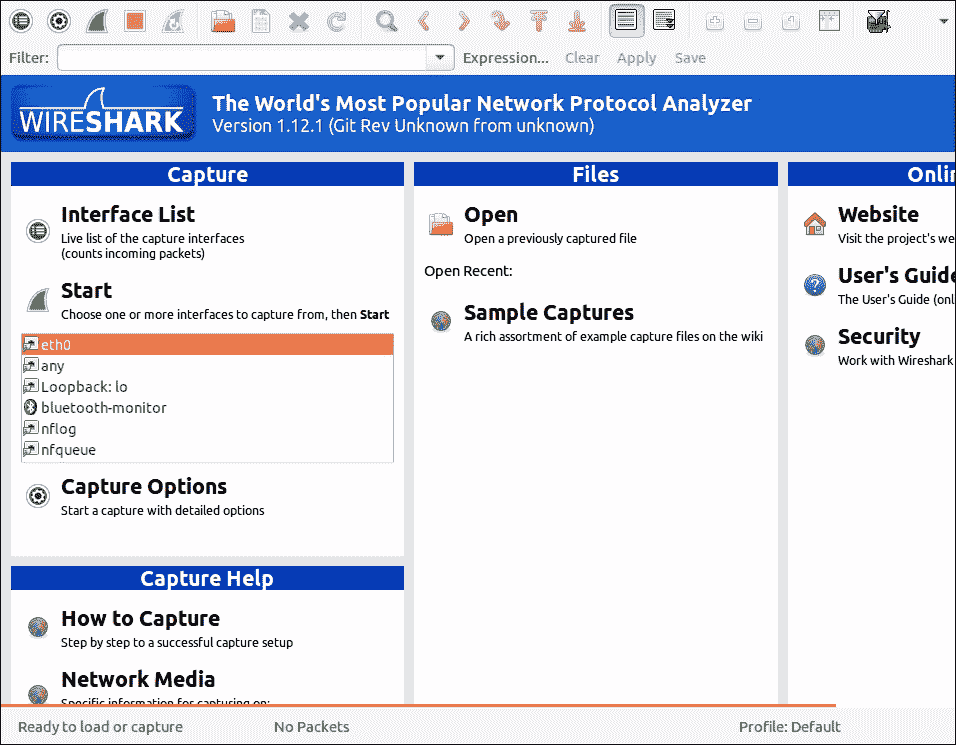 Filter:
Expression... Clear Apply Save
WIRESHARK
The World's Most Popular Network Protocol Analyzer
Version 1.12.1 (Git Rev Unknown from unknown)
Capture
Interface List
Live list of the capture interfaces
(counts incoming packets)
Start
Choose one or more interfaces to capture from, then Start
eth0
any
Loopback: lo
bluetooth-monitor
nflog
nfqueue
Capture Options
Start a capture with detailed options
Capture Help
How to Capture
Step by step to a successful capture setup
Network Media
Specific information for capturing on:
Files
Open
Open a previously captured file
Open Recent:
Sample Captures
A rich assortment of example capture files on the wiki
Onlin
Website
Visit the project's we
User's Guide
The User's Guide (onl
Security
Work with Wireshark
Ready to load or capture
No Packets
Profile: Default